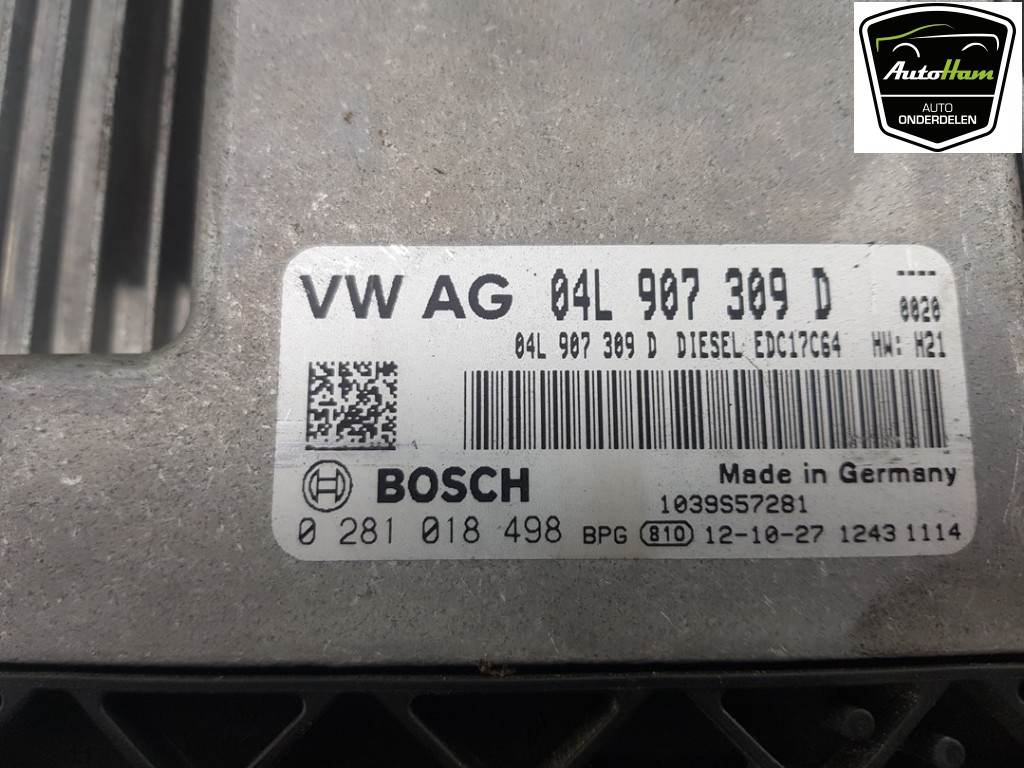 AutoHam
AUTO
ONDERDELEN
VW AG 04L 907 309 D ----
0020
04L 907 309 D DIESEL EDC17C64 HW: H21
BOSCH Made in Germany
1039S57281
0 281 018 498 BPG 810 12-10-27 1243 1114